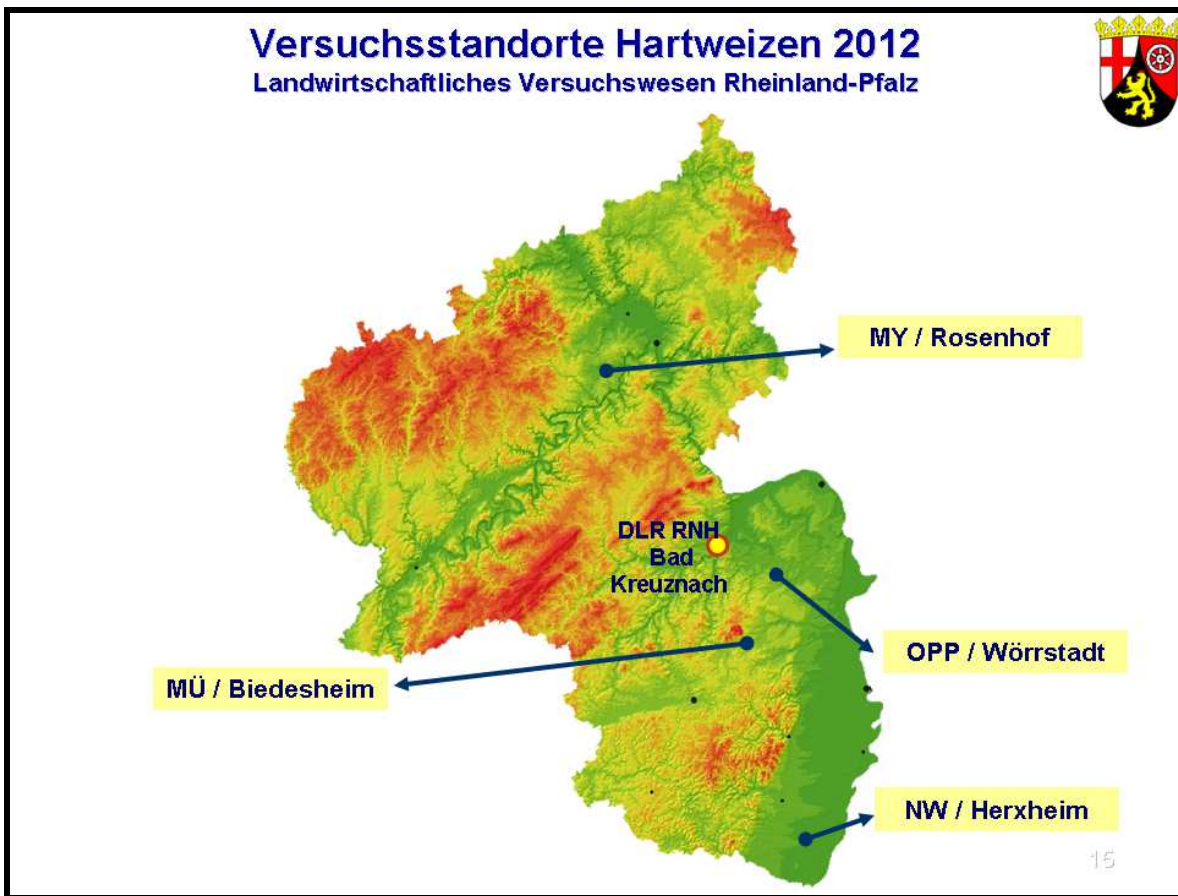 Versuchsstandorte Hartweizen 2012
Landwirtschaftliches Versuchswesen Rheinland-Pfalz
MY / Rosenhof
DLR RNH
Bad
Kreuznach
OPP / Wörrstadt
MÜ / Biedesheim
NW / Herxheim
15